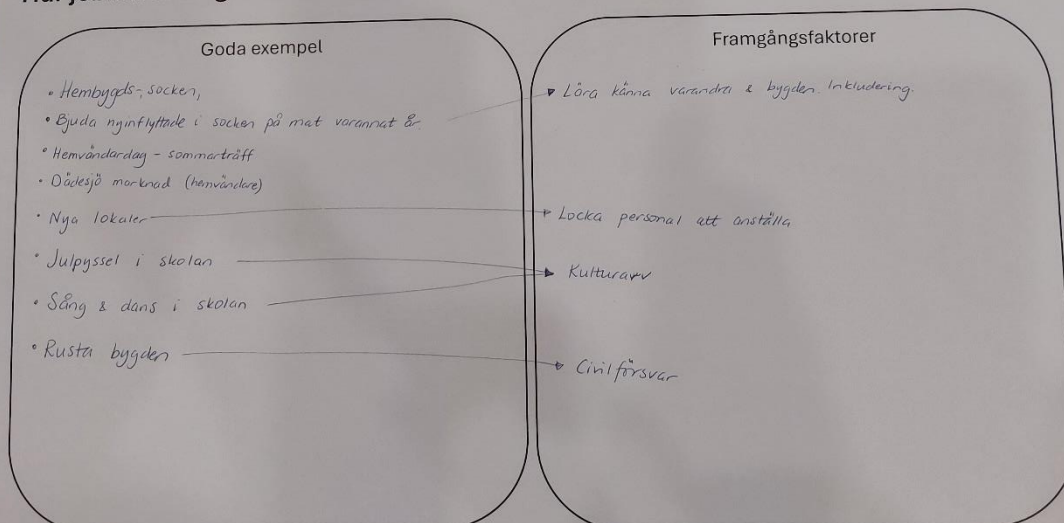 Goda exempel
• Hembygds-, socken,
• Bjuda nyinflyttade i socken på mat varannat år.
• Hemvändardag - sommarträff
• Dädesjö marknad (hemvändare)
• Nya lokaler
• Julpyssel i skolan
• Sång & dans i skolan
• Rusta bygden
Framgångsfaktorer
Lära känna varandra & bygden. Inkludering.
Locka personal att anställa
Kulturarv
Civilförsvar